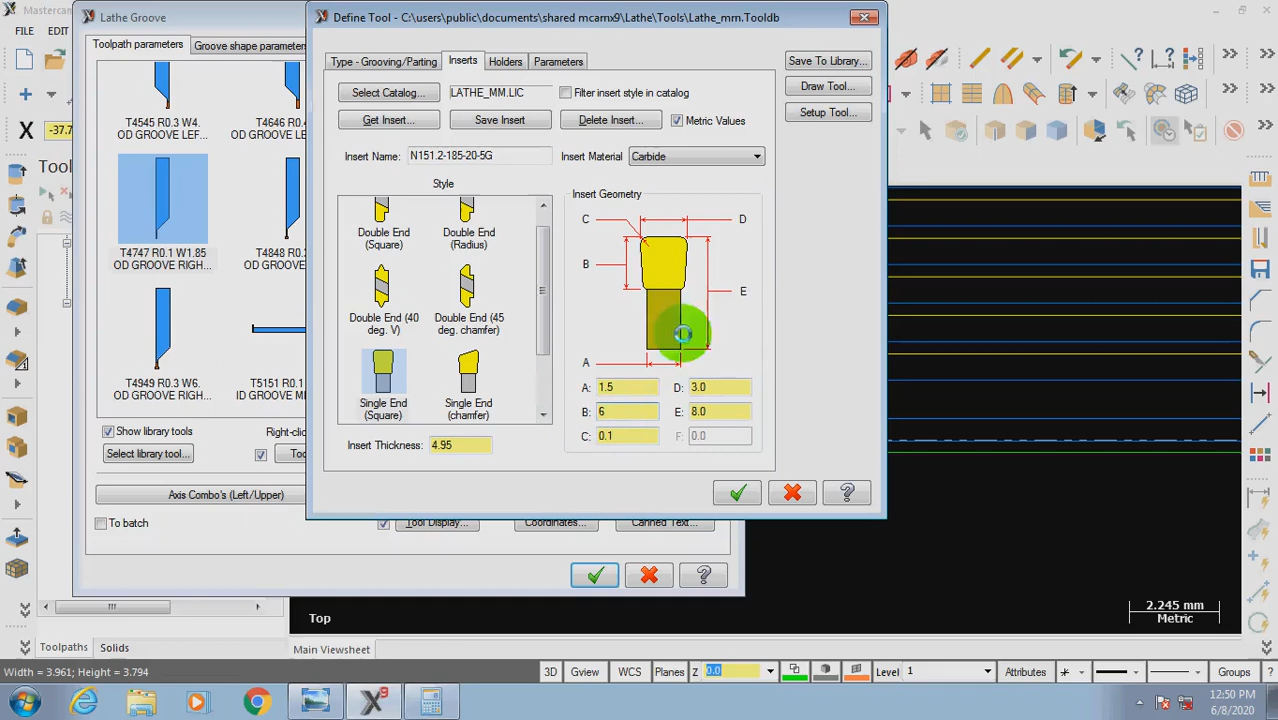 Mastercam
FILE
EDIT
X
-37.7
Lathe Groove
Toolpath parameters
Groove shape parameters
T4545 R0.3 W4.
OD GROOVE LEF...
T4646 R0.4
OD GROOVE L
T4747 R0.1 W1.85
OD GROOVE RIGH...
T4848 R0.3
OD GROOVE RI
T4949 R0.3 W6.
OD GROOVE RIGH...
T5151 R0.1
ID GROOVE MI
Show library tools
Right-clic
Select library tool...
Axis Combo's (Left/Upper)
To batch
Tool Display...
Coordinates...
Canned Text...
Define Tool - C:\users\public\documents\shared mcamx9\Lathe\Tools\Lathe_mm.Tooldb
Type - Grooving/Parting
Inserts
Holders
Parameters
Save To Library...
Draw Tool...
Setup Tool...
Select Catalog...
LATHE_MM.LIC
Filter insert style in catalog
Get Insert...
Save Insert
Delete Insert...
Metric Values
Insert Name:
N151.2-185-20-5G
Insert Material
Carbide
Style
Double End
(Square)
Double End
(Radius)
Double End (40
deg. V)
Double End (45
deg. chamfer)
Single End
(Square)
Single End
(chamfer)
Insert Thickness:
4.95
Insert Geometry
C
D
B
E
A
A:
1.5
D:
3.0
B:
6
E:
8.0
C:
0.1
F:
0.0
Top
2.245 mm
Metric
Toolpaths
Solids
Main Viewsheet
Width = 3.961; Height = 3.794
3D
Gview
WCS
Planes
Z
0.0
Level
1
Attributes
Groups
12:50 PM
6/8/2020